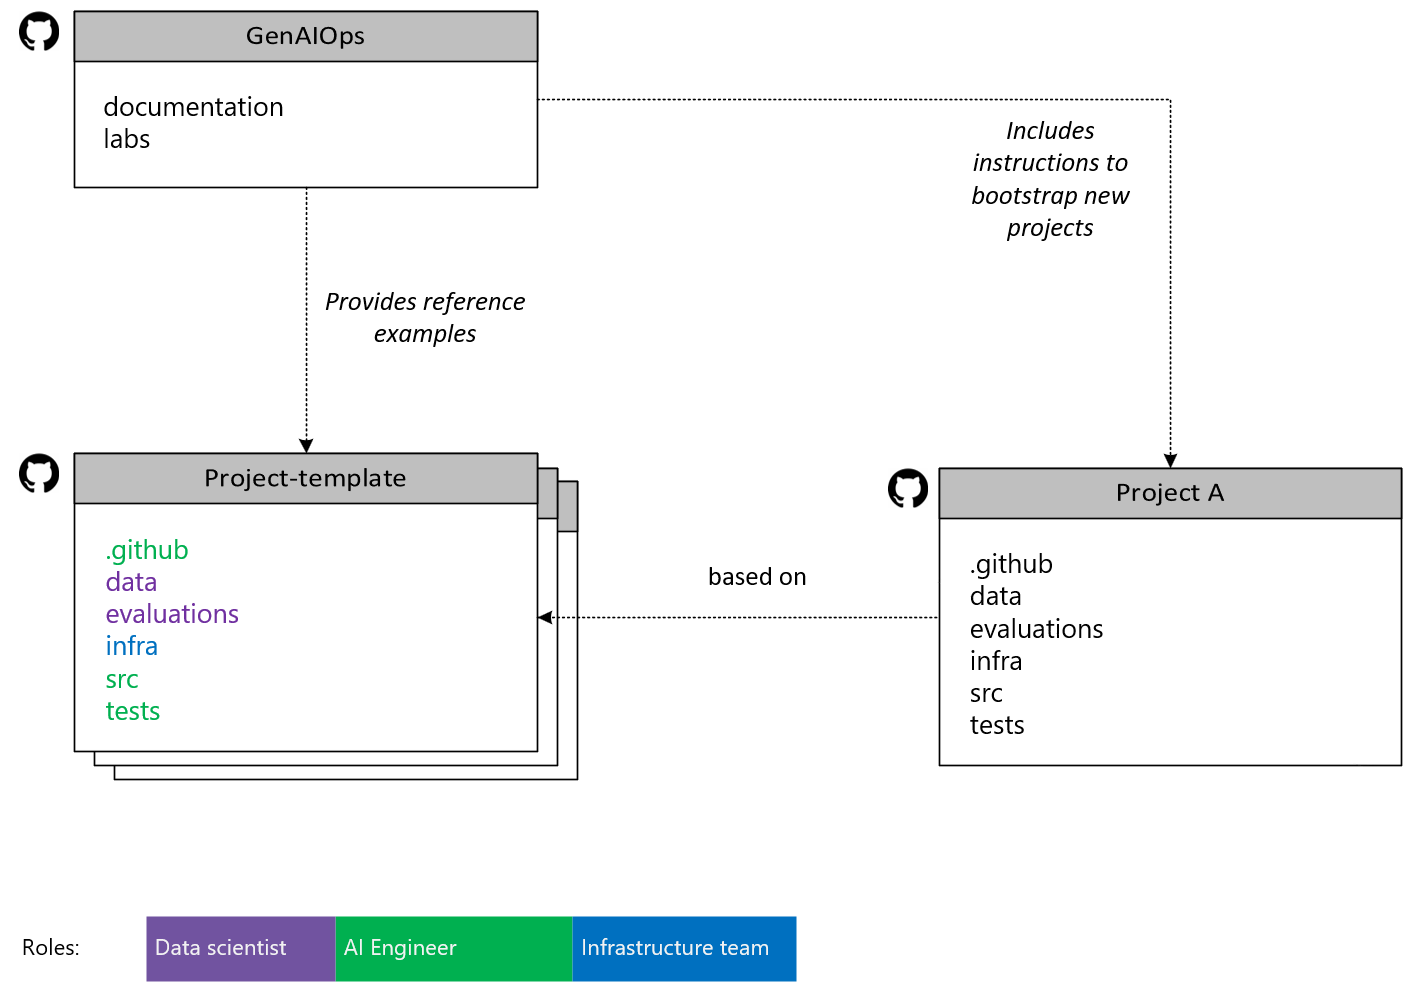 GenAIOps
documentation
labs
Includes
instructions to
bootstrap new
projects
Provides reference
examples
Project-template
.github
data
evaluations
infra
src
tests
based on
Project A
.github
data
evaluations
infra
src
tests
Roles:
Data scientist
AI Engineer
Infrastructure team